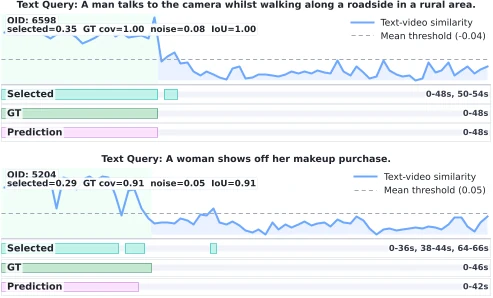 Text Query: A man talks to the camera whilst walking along a roadside in a rural area.
OID: 6598
selected=0.35 GT cov=1.00 noise=0.08 IoU=1.00
Text-video similarity
Mean threshold (-0.04)
Selected 0-48s, 50-54s
GT 0-48s
Prediction 0-48s
Text Query: A woman shows off her makeup purchase.
OID: 5204
selected=0.29 GT cov=0.91 noise=0.05 IoU=0.91
Text-video similarity
Mean threshold (0.05)
Selected 0-36s, 38-44s, 64-66s
GT 0-46s
Prediction 0-42s